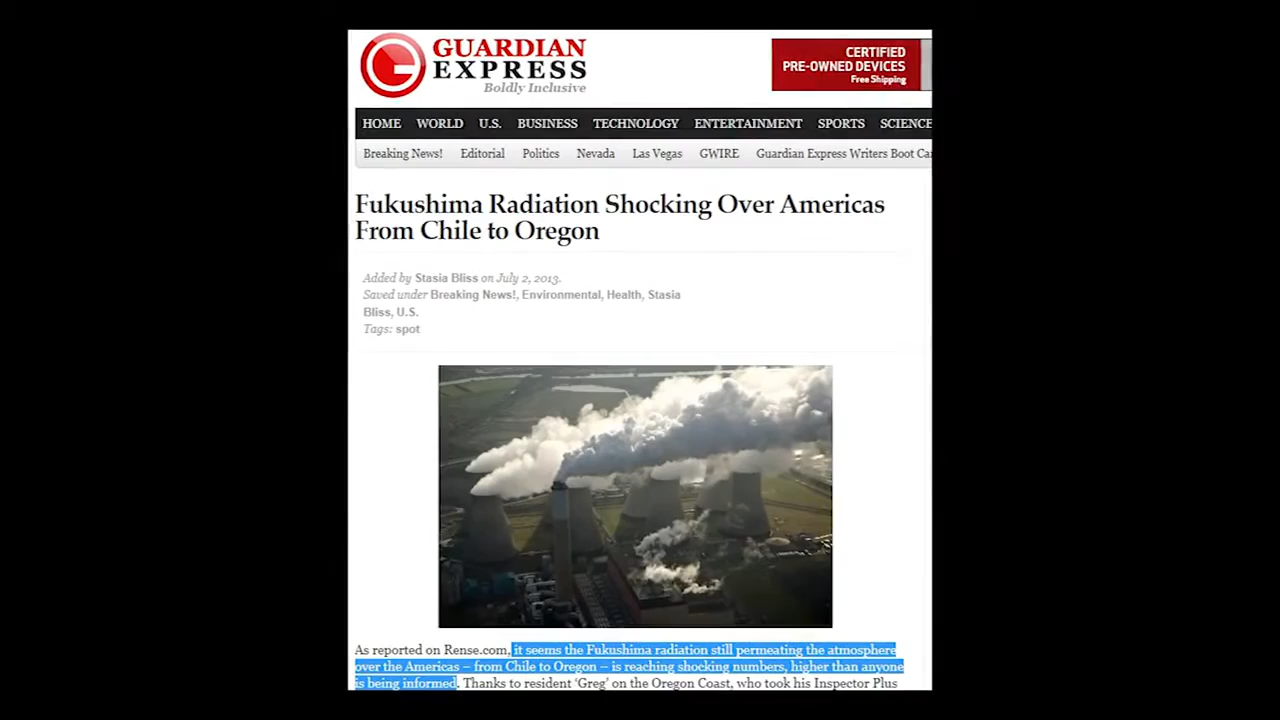 GUARDIAN
EXPRESS
Boldly Inclusive
CERTIFIED
PRE-OWNED DEVICES
Free Shipping
HOME WORLD U.S. BUSINESS TECHNOLOGY ENTERTAINMENT SPORTS SCIENCE
Breaking News! Editorial Politics Nevada Las Vegas GWIRE Guardian Express Writers Boot Ca
Fukushima Radiation Shocking Over Americas
From Chile to Oregon
Added by Stasia Bliss on July 2, 2013.
Saved under Breaking News!, Environmental, Health, Stasia
Bliss, U.S.
Tags: spot
As reported on Rense.com, it seems the Fukushima radiation still permeating the atmosphere
over the Americas – from Chile to Oregon – is reaching shocking numbers, higher than anyone
is being informed. Thanks to resident ‘Greg’ on the Oregon Coast, who took his Inspector Plus